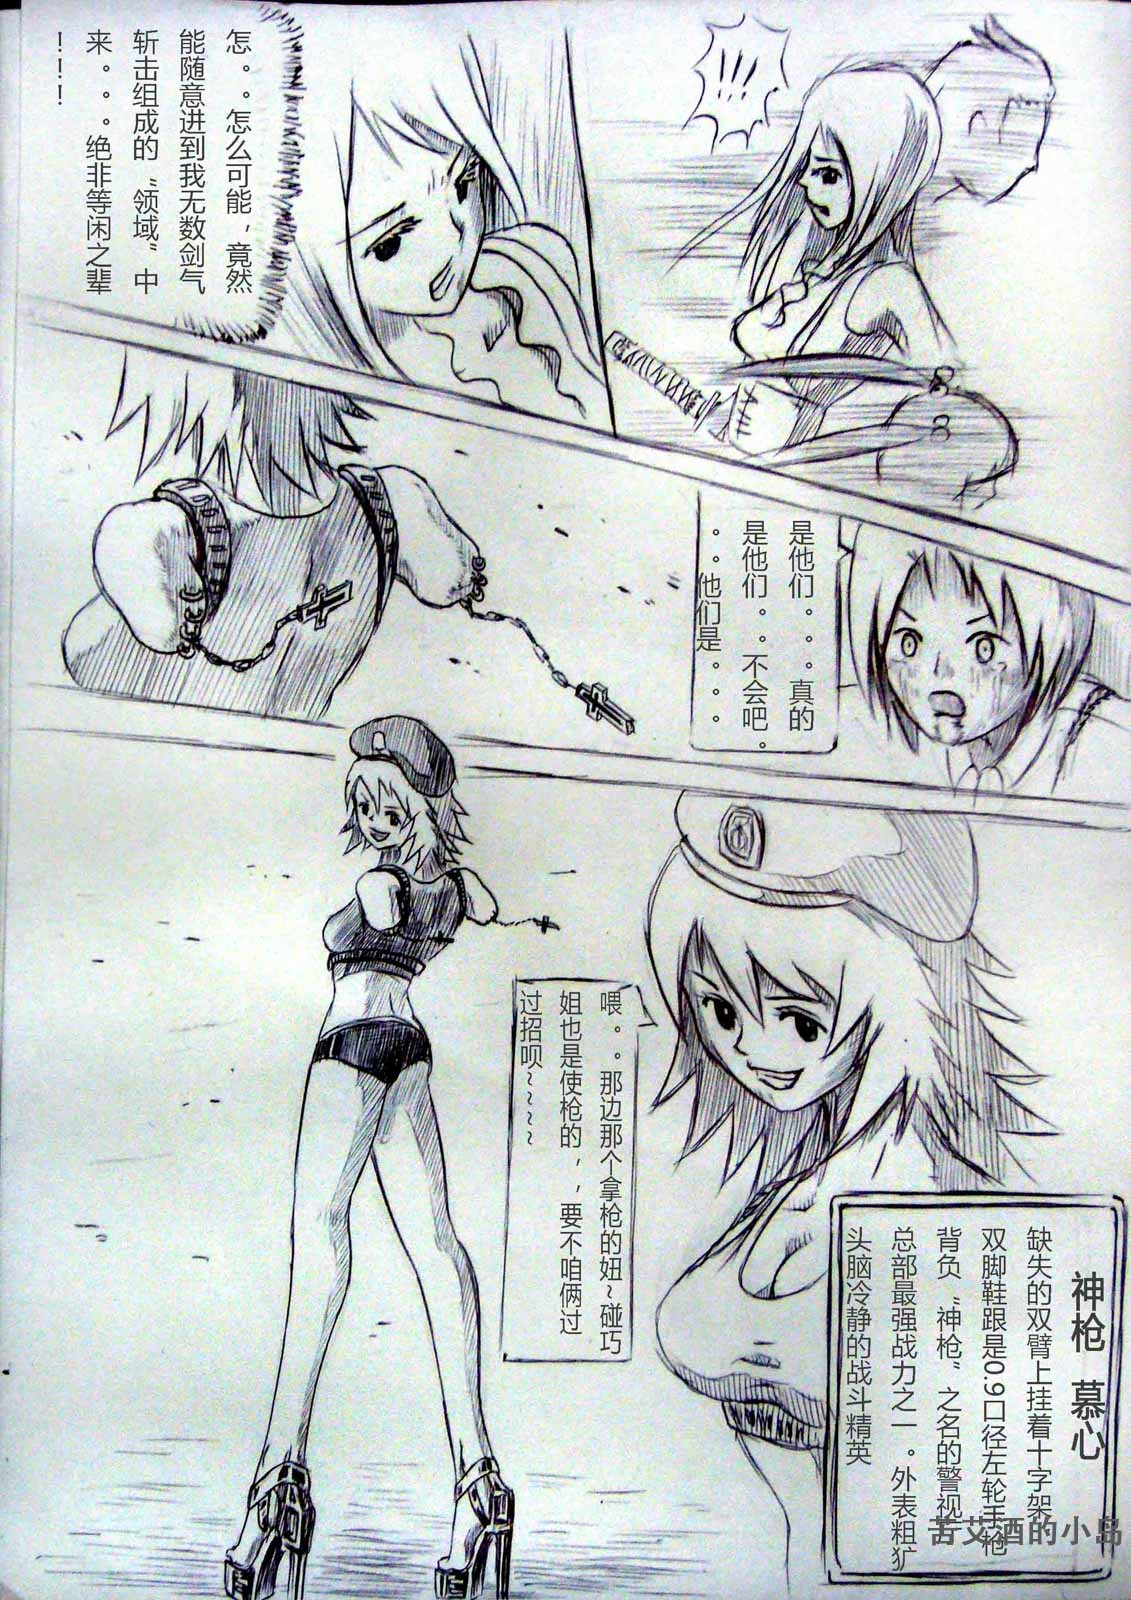 !!!
怎。。怎么可能，竟然
能随意进到我无数剑气
斩击组成的“领域”中
来。。。绝非等闲之辈
!!!
是他们。。。真的
是他们。。不会吧。
。。他们是。。。
喂。。那边那个拿枪的妞~碰巧
姐也是使枪的，，要不咱俩过
过招呗~~~~
神枪 慕心
缺失的双臂上挂着十字架
双脚鞋跟是0.9口径左轮手枪
背负“神枪”之名的警视厅
总部最强战力之一。外表粗犷
头脑冷静的战斗精英
苦艾酒的小岛